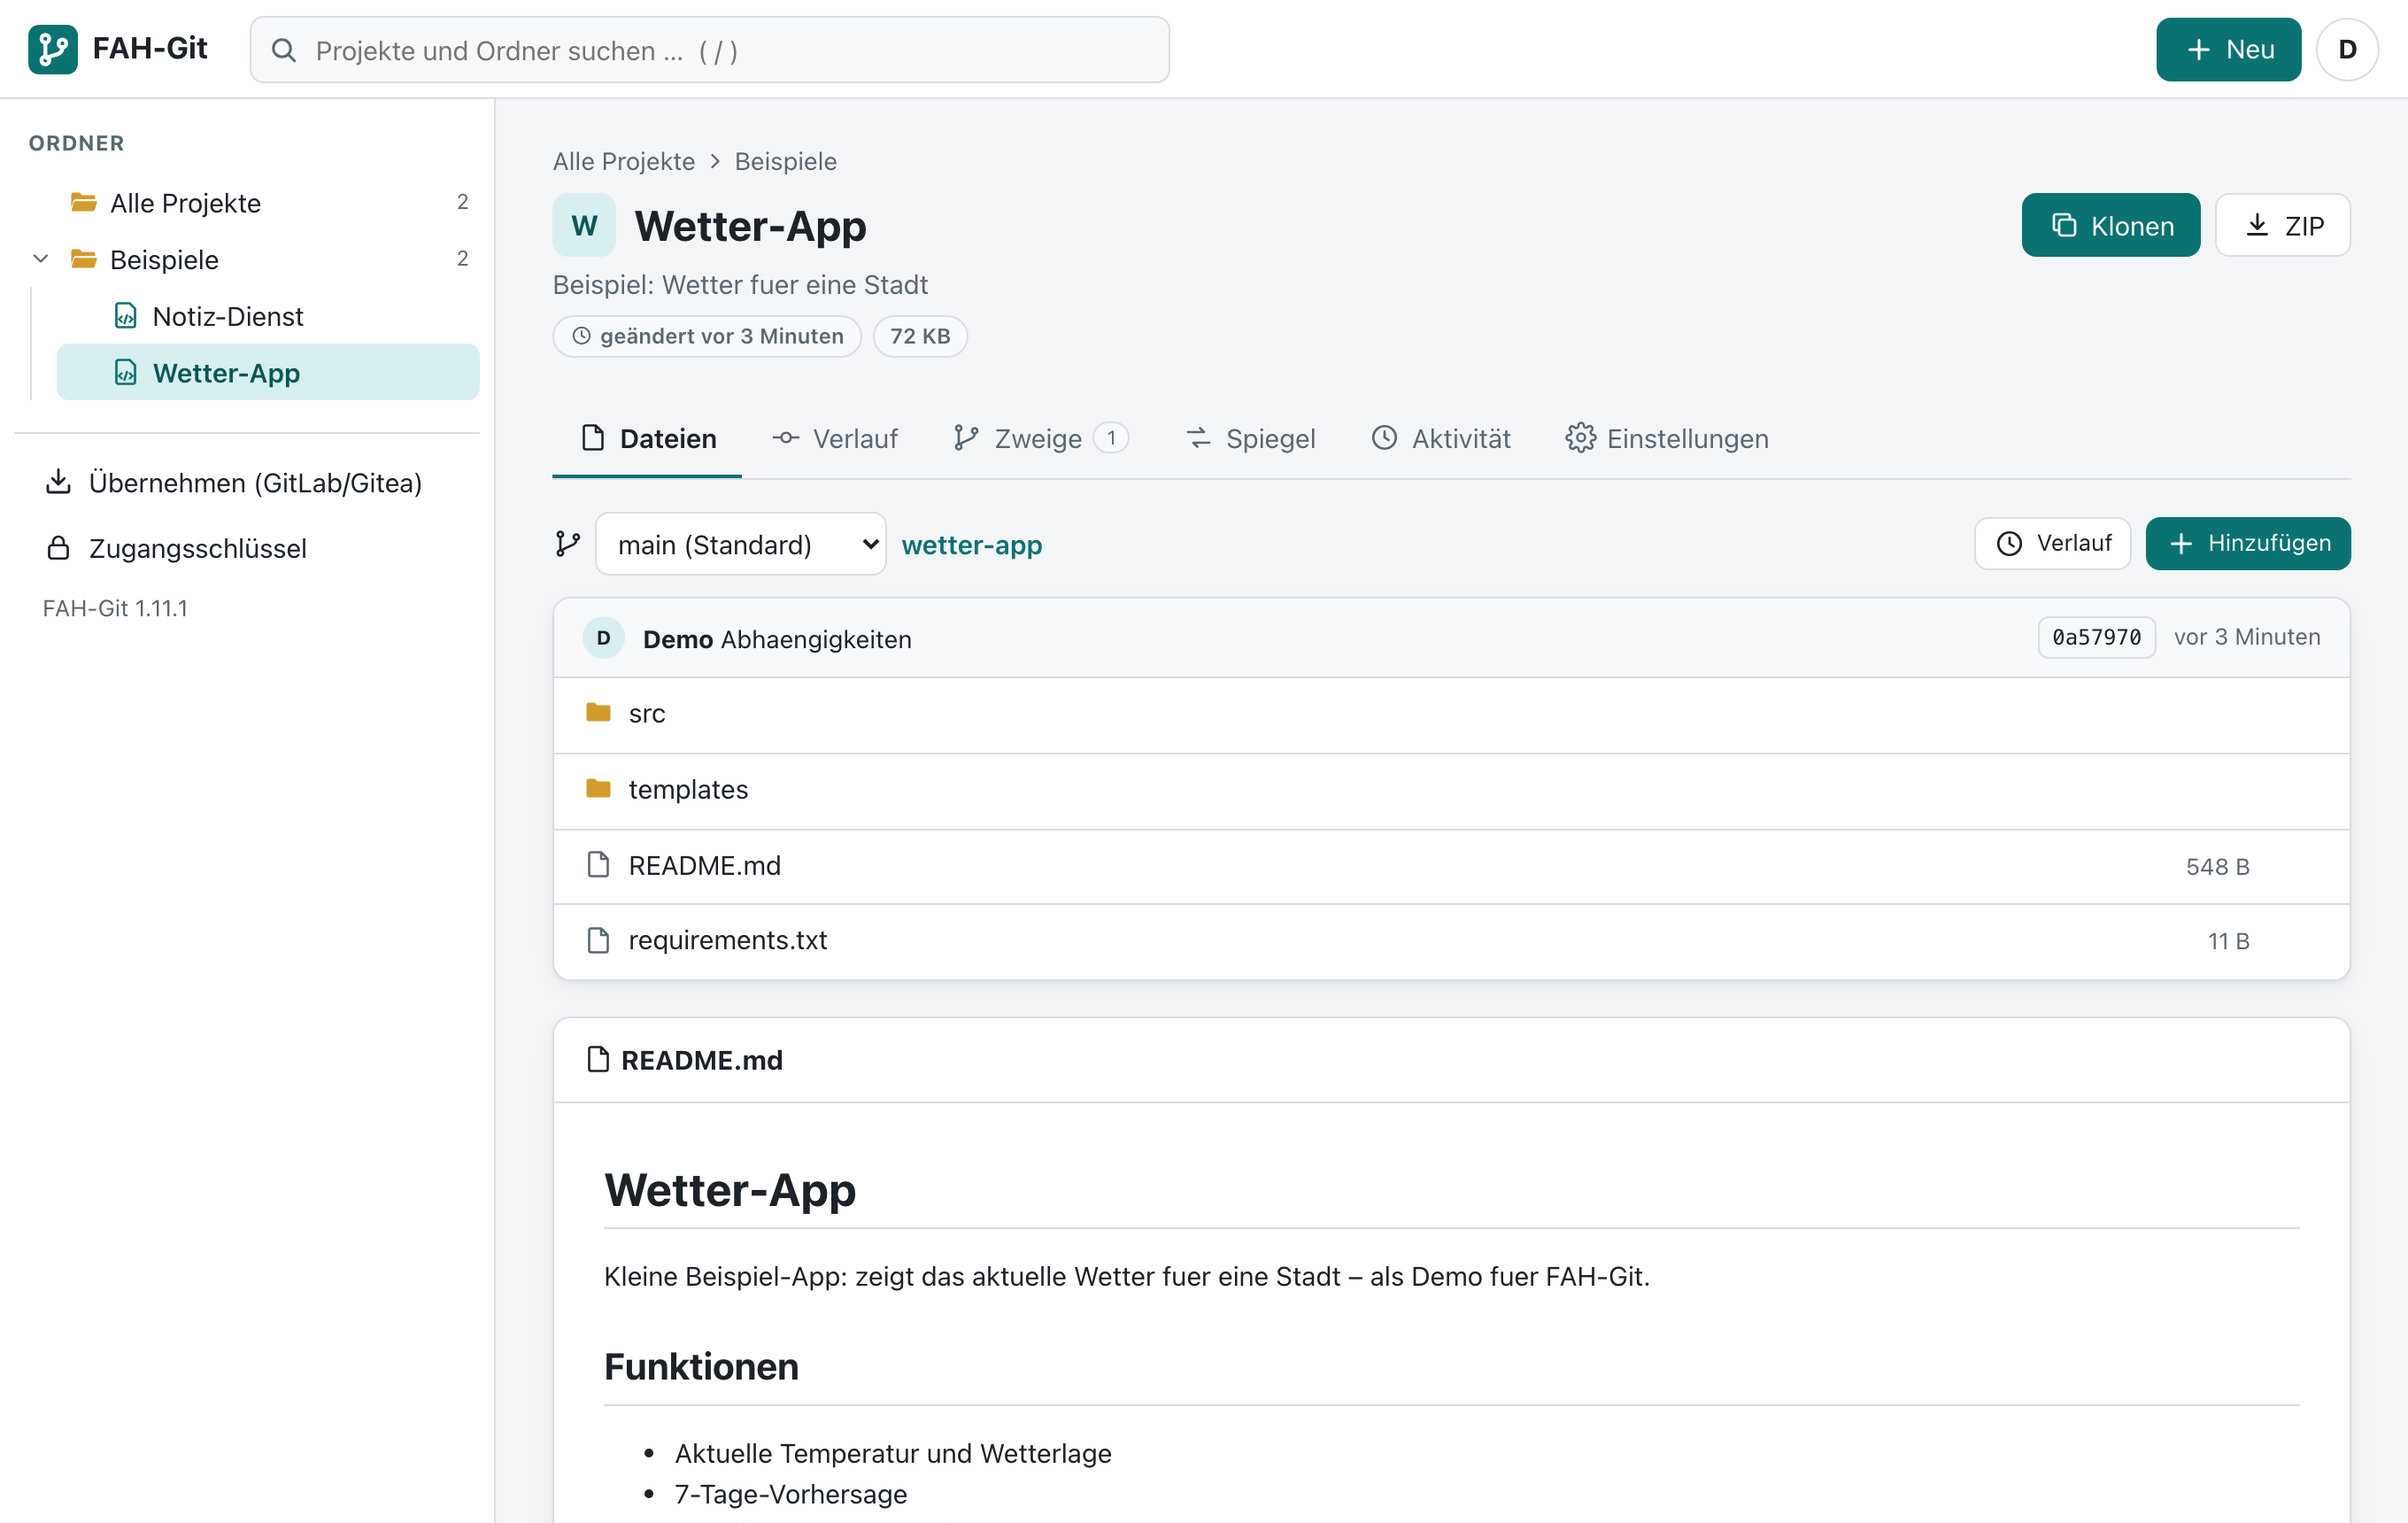 FAH-Git
Projekte und Ordner suchen ... ( / )
Neu
D
ORDNER
Alle Projekte 2
Beispiele 2
Notiz-Dienst
Wetter-App
Übernehmen (GitLab/Gitea)
Zugangsschlüssel
FAH-Git 1.11.1
Alle Projekte > Beispiele
W Wetter-App
Klonen
ZIP
Beispiel: Wetter fuer eine Stadt
geändert vor 3 Minuten 72 KB
Dateien Verlauf Zweige 1 Spiegel Aktivität Einstellungen
main (Standard) wetter-app
Verlauf Hinzufügen
D Demo Abhaengigkeiten 0a57970 vor 3 Minuten
src
templates
README.md 548 B
requirements.txt 11 B
README.md
Wetter-App
Kleine Beispiel-App: zeigt das aktuelle Wetter fuer eine Stadt – als Demo fuer FAH-Git.
Funktionen
• Aktuelle Temperatur und Wetterlage
• 7-Tage-Vorhersage